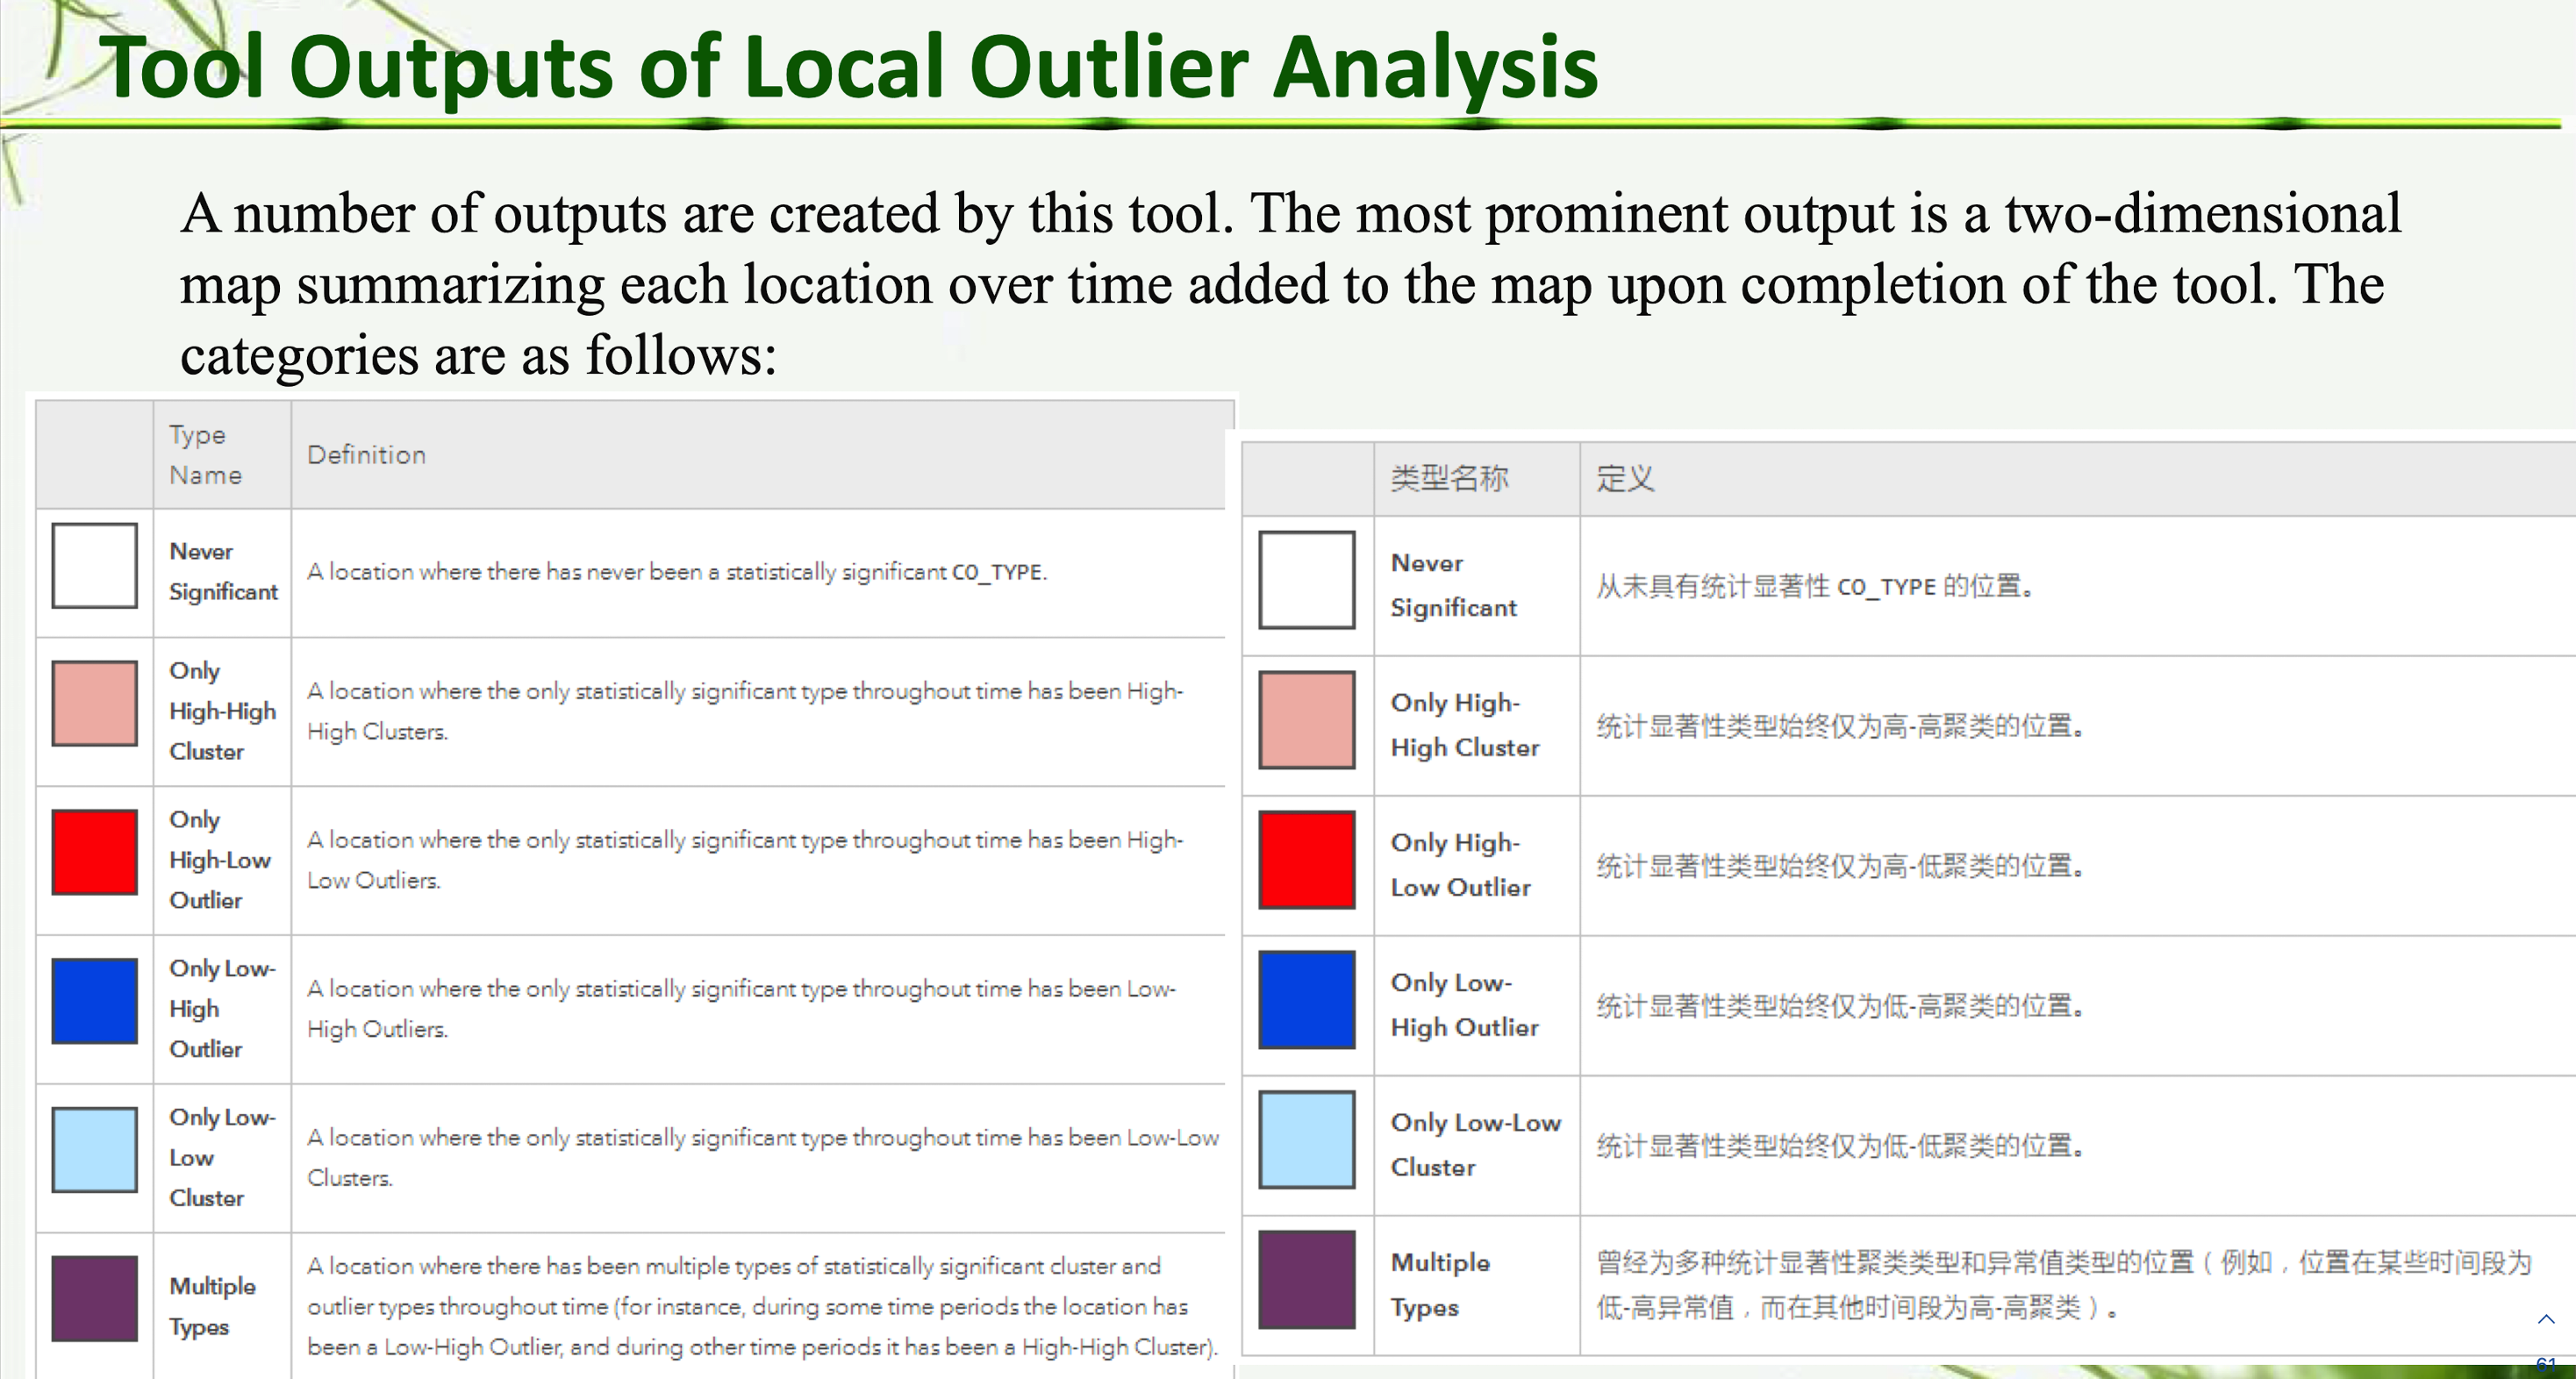 Tool Outputs of Local Outlier Analysis
A number of outputs are created by this tool. The most prominent output is a two-dimensional
map summarizing each location over time added to the map upon completion of the tool. The
categories are as follows:
Type
Name
Definition
Never
Significant
A location where there has never been a statistically significant CO_TYPE.
Only
High-High
Cluster
A location where the only statistically significant type throughout time has been High-
High Clusters.
Only
High-Low
Outlier
A location where the only statistically significant type throughout time has been High-
Low Outliers.
Only Low-
High
Outlier
A location where the only statistically significant type throughout time has been Low-
High Outliers.
Only Low-
Low
Cluster
A location where the only statistically significant type throughout time has been Low-Low
Clusters.
Multiple
Types
A location where there has been multiple types of statistically significant cluster and
outlier types throughout time (for instance, during some time periods the location has
been a Low-High Outlier, and during other time periods it has been a High-High Cluster).
类型名称
定义
Never
Significant
从未具有统计显著性 CO_TYPE 的位置。
Only High-
High Cluster
统计显著性类型始终仅为高-高聚类的位置。
Only High-
Low Outlier
统计显著性类型始终仅为高-低聚类的位置。
Only Low-
High Outlier
统计显著性类型始终仅为低-高聚类的位置。
Only Low-Low
Cluster
统计显著性类型始终仅为低-低聚类的位置。
Multiple
Types
曾经为多种统计显著性聚类类型和异常值类型的位置（例如，位置在某些时间段为
低-高异常值，而在其他时间段为高-高聚类）。
61